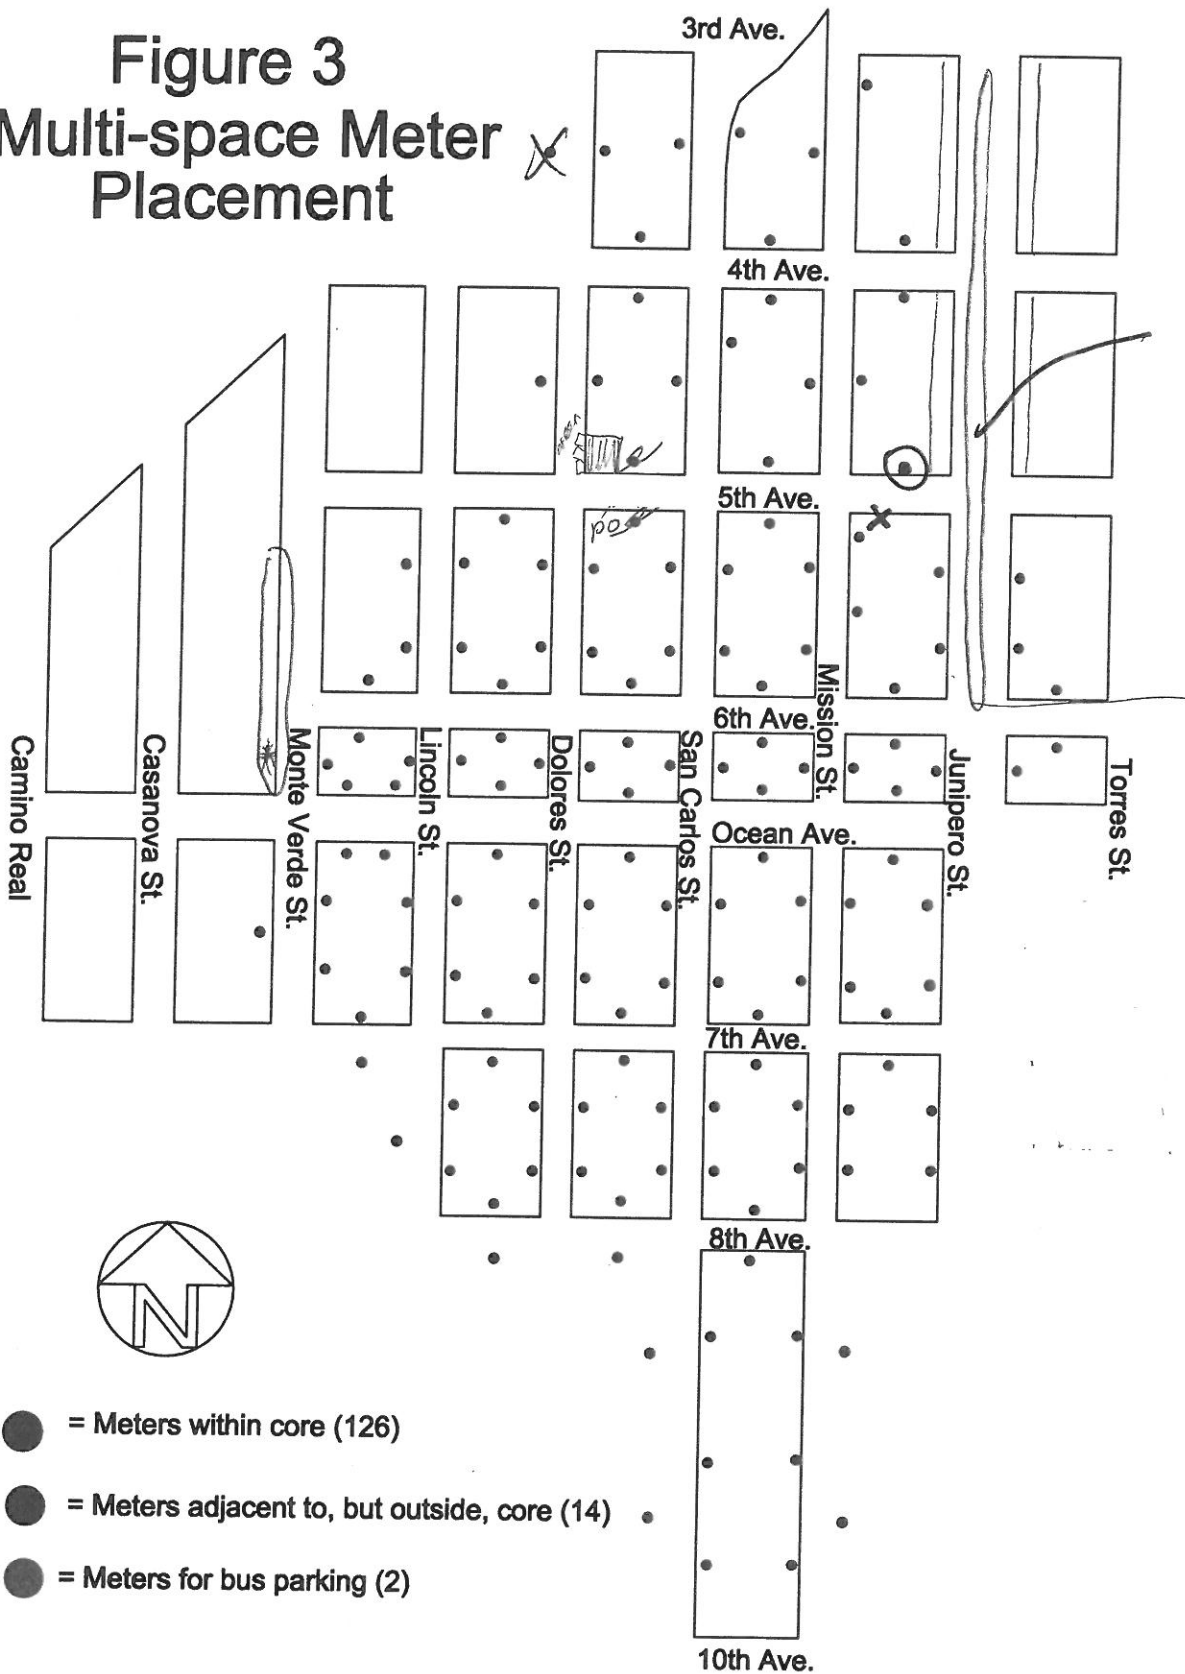 Figure 3
Multi-space Meter
Placement
3rd Ave.
4th Ave.
5th Ave.
6th Ave.
Mission St.
Camino Real
Casanova St.
Monte Verde St.
Lincoln St.
Dolores St.
San Carlos St.
Junipero St.
Torres St.
Ocean Ave.
7th Ave.
8th Ave.
N
= Meters within core (126)
= Meters adjacent to, but outside, core (14)
= Meters for bus parking (2)
10th Ave.